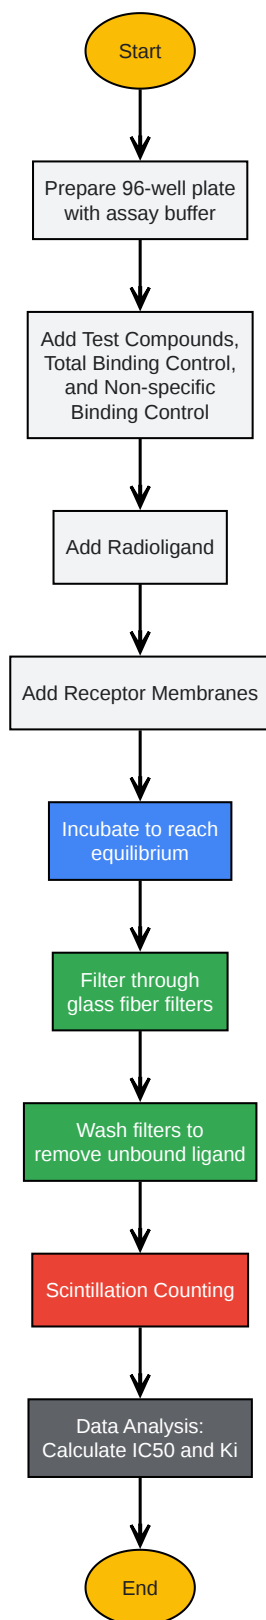 Start
Prepare 96-well plate
with assay buffer
Add Test Compounds,
Total Binding Control,
and Non-specific
Binding Control
Add Radioligand
Add Receptor Membranes
Incubate to reach
equilibrium
Filter through
glass fiber filters
Wash filters to
remove unbound ligand
Scintillation Counting
Data Analysis:
Calculate IC50 and Ki
End